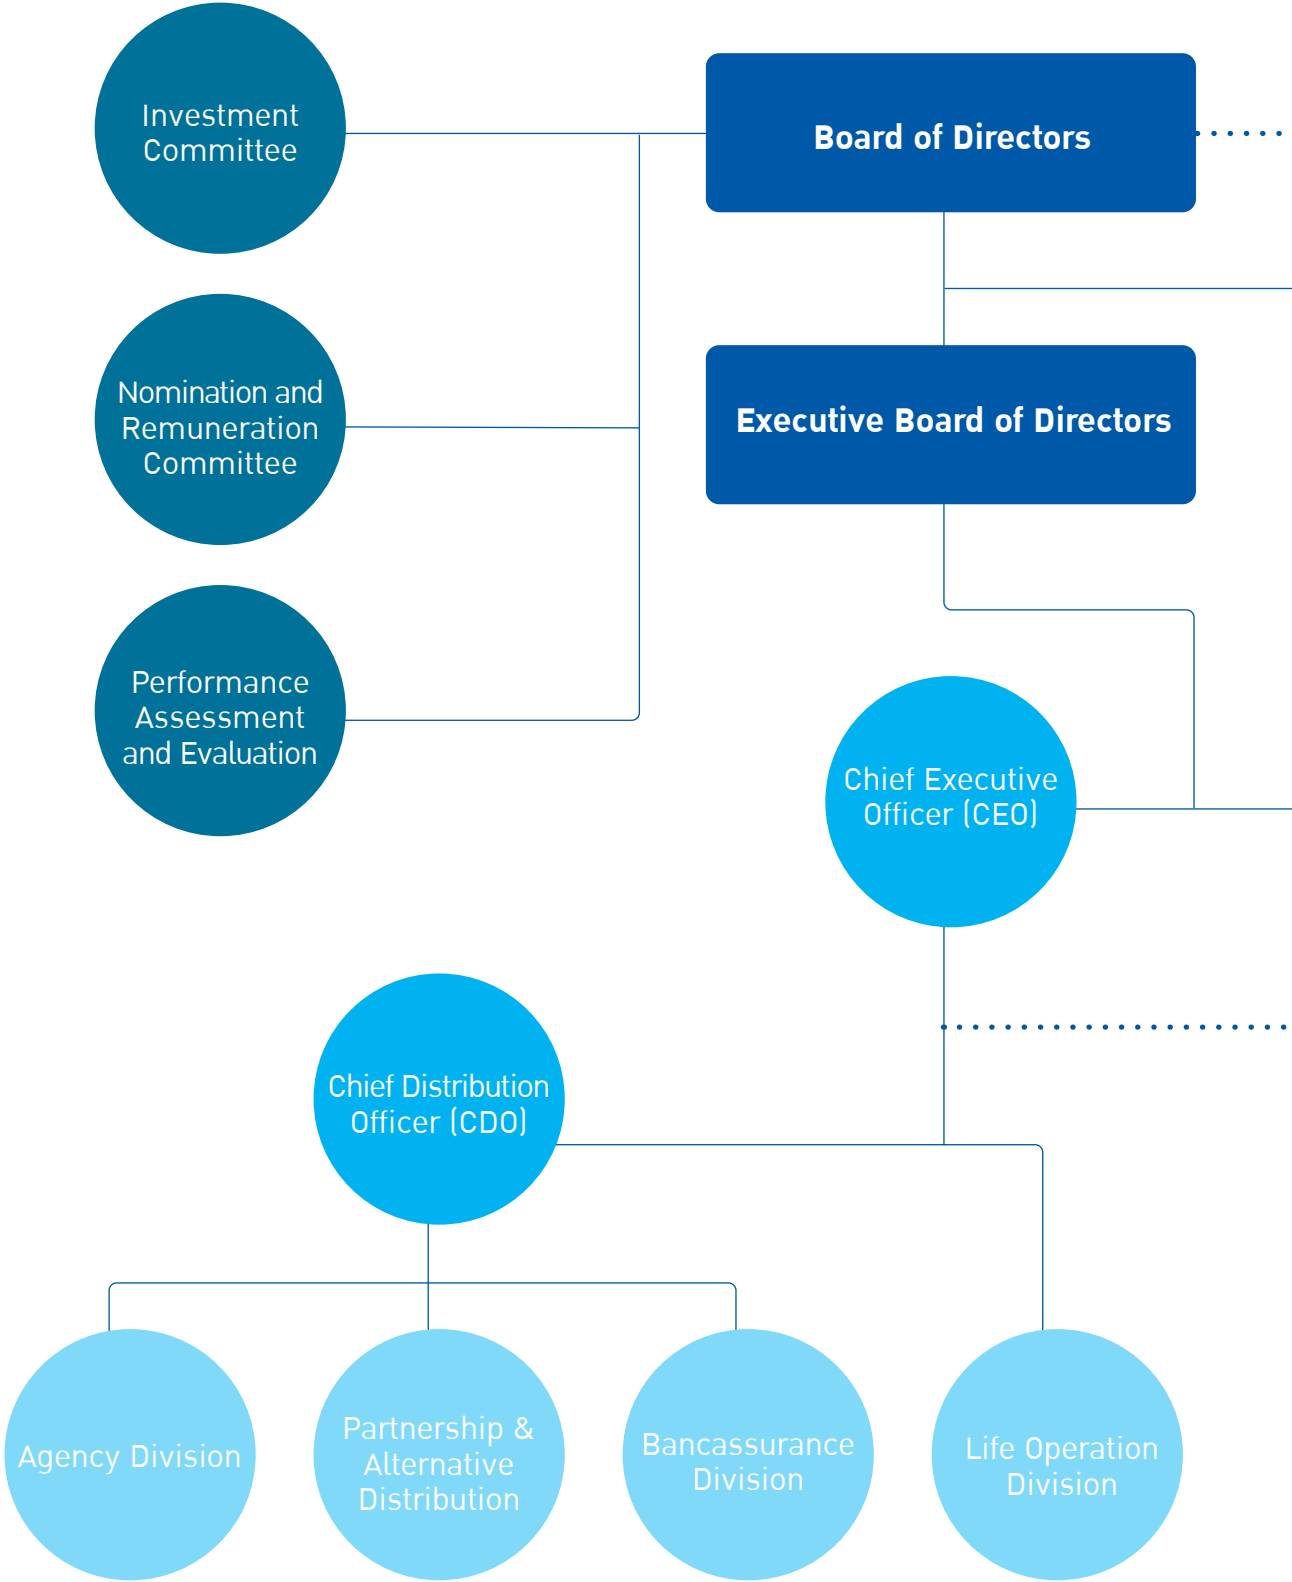 Investment
Committee
Board of Directors
Nomination and
Remuneration
Committee
Executive Board of Directors
Performance
Assessment
and Evaluation
Chief Executive
Officer (CEO)
Chief Distribution
Officer (CDO)
Agency Division
Partnership &
Alternative
Distribution
Bancassurance
Division
Life Operation
Division